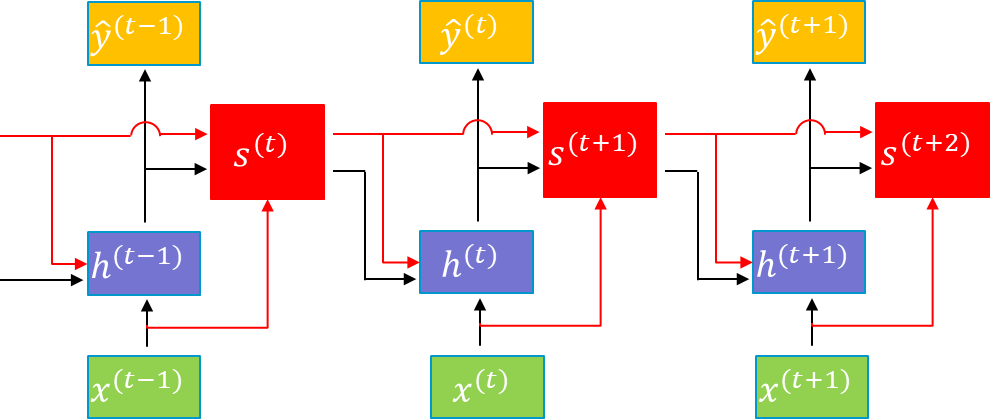 ŷ^(t−1) ŷ^(t) ŷ^(t+1)
s^(t) s^(t+1) s^(t+2)
h^(t−1) h^(t) h^(t+1)
x^(t−1) x^(t) x^(t+1)